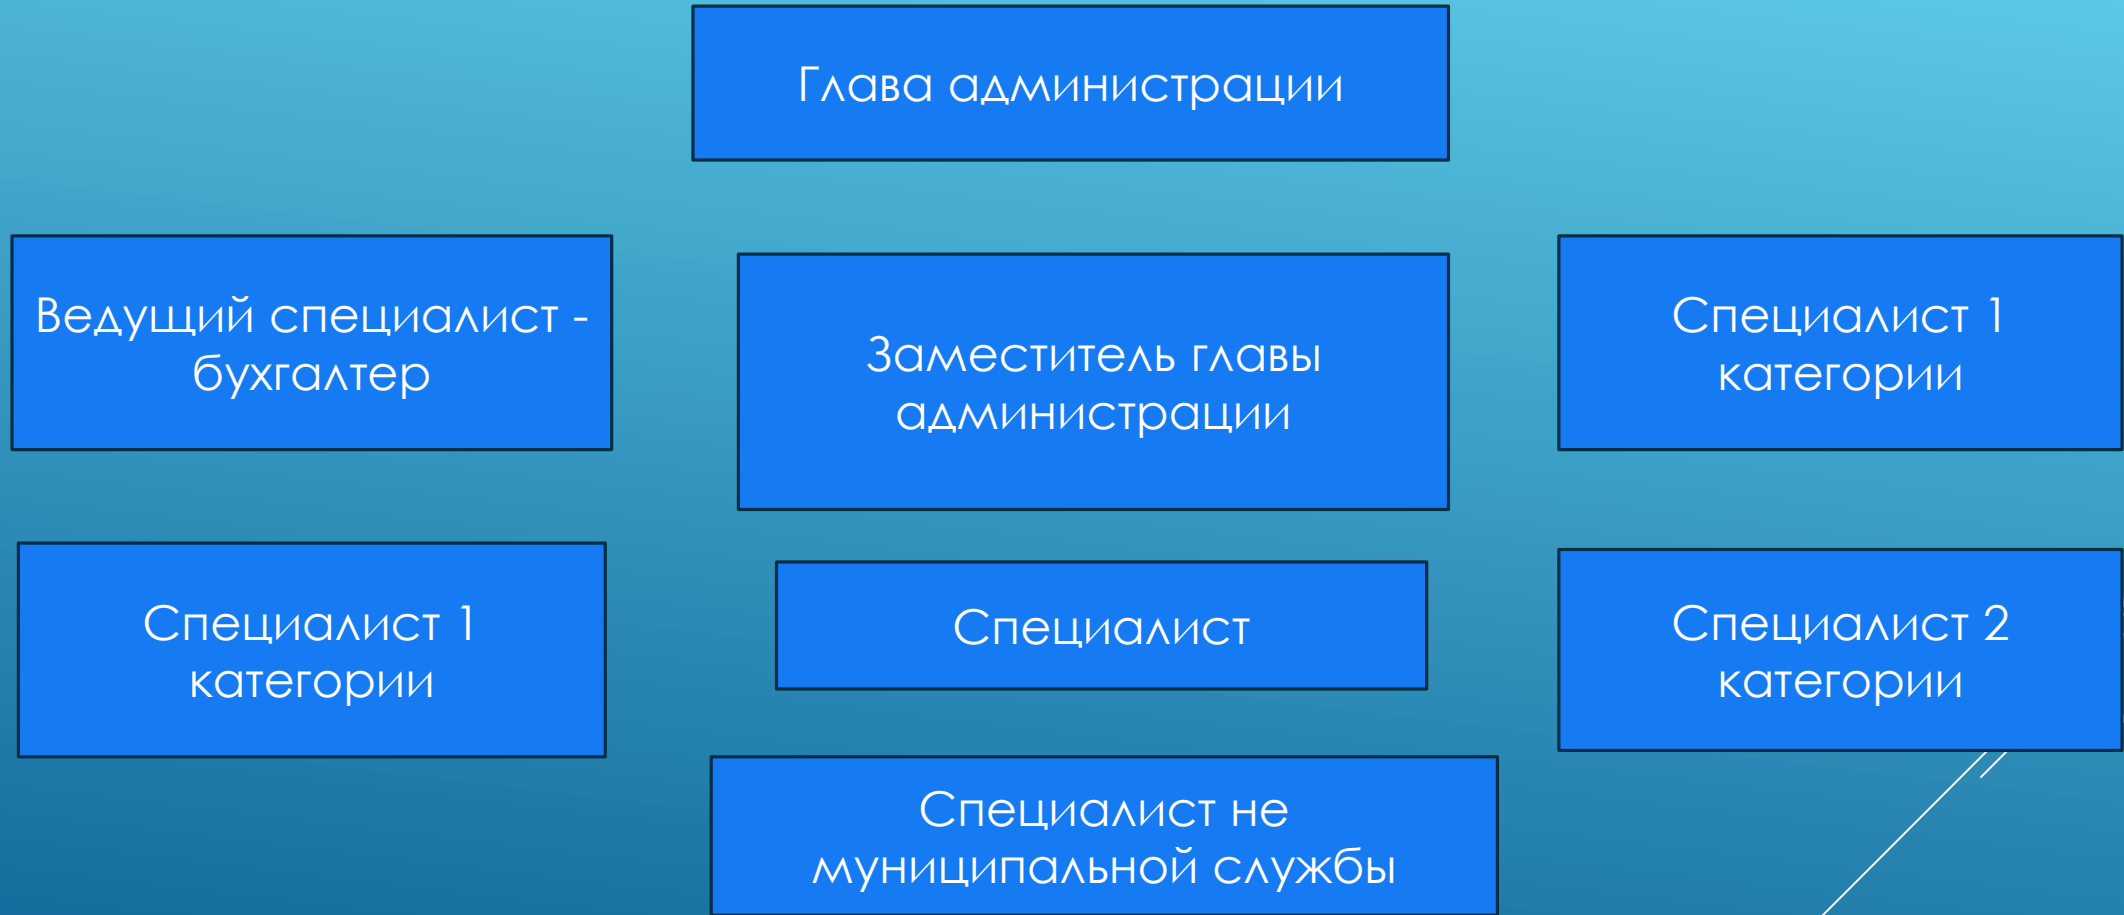 Глава администрации
Ведущий специалист -
бухгалтер
Заместитель главы
администрации
Специалист 1
категории
Специалист 1
категории
Специалист
Специалист 2
категории
Специалист не
муниципальной службы